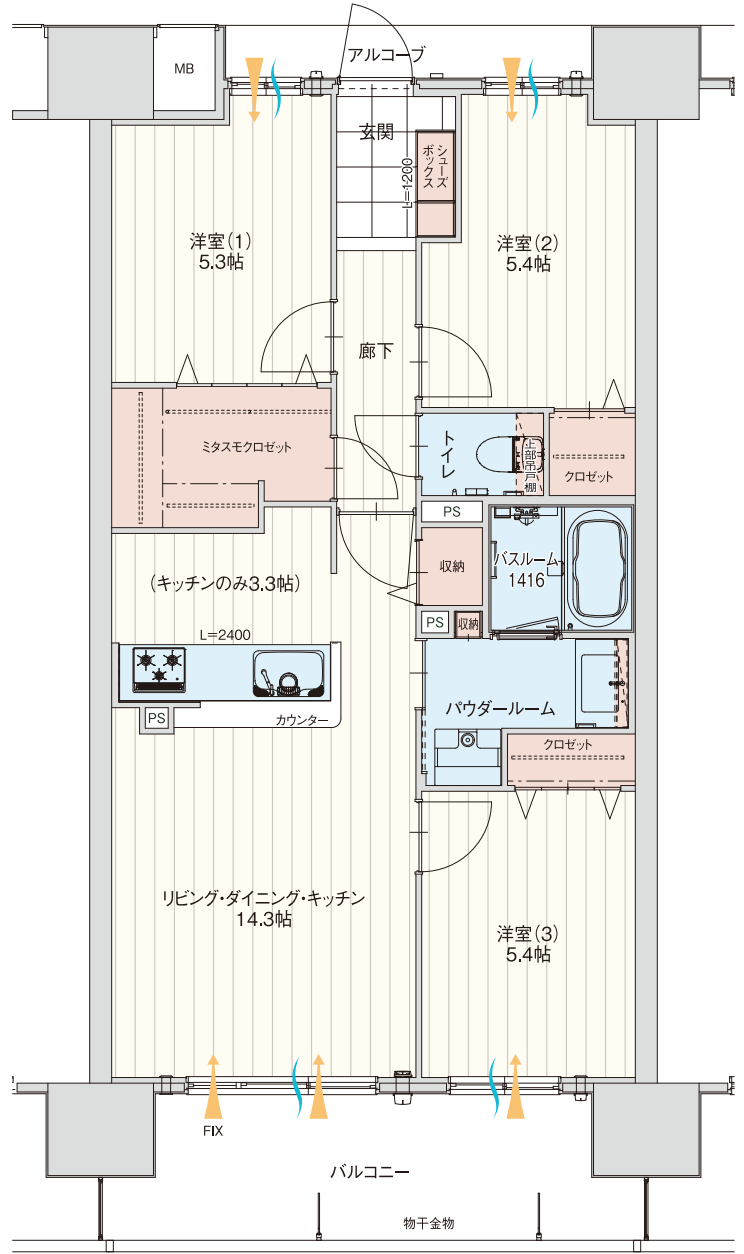 アルコーブ
MB
玄関
シューズ
ボックス
L=1200
洋室(1)
5.3帖
洋室(2)
5.4帖
廊下
ミタスモクロゼット
トイレ
上部吊戸棚
クロゼット
PS
収納
バスルーム
1416
(キッチンのみ3.3帖)
PS
収納
L=2400
パウダールーム
PS
カウンター
クロゼット
リビング・ダイニング・キッチン
14.3帖
洋室(3)
5.4帖
FIX
バルコニー
物干金物